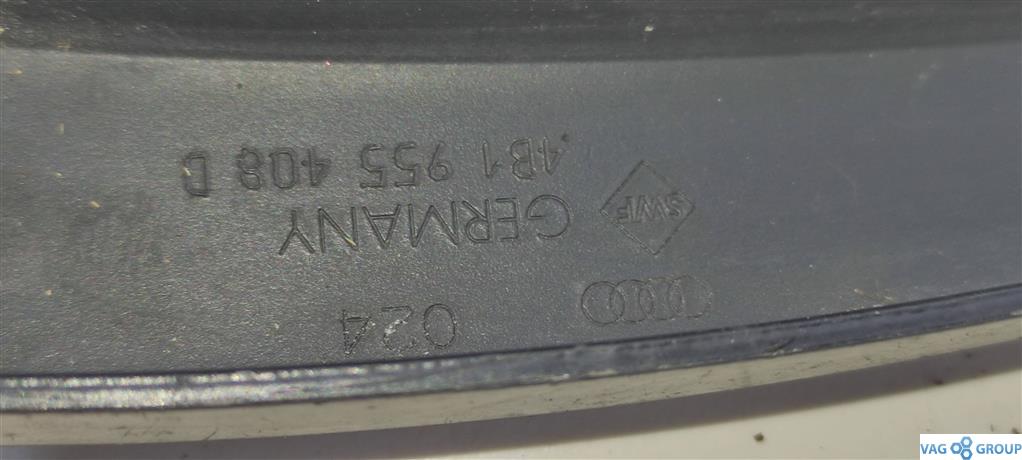 024
SWF GERMANY
4B1 955 408 D
VAG GROUP